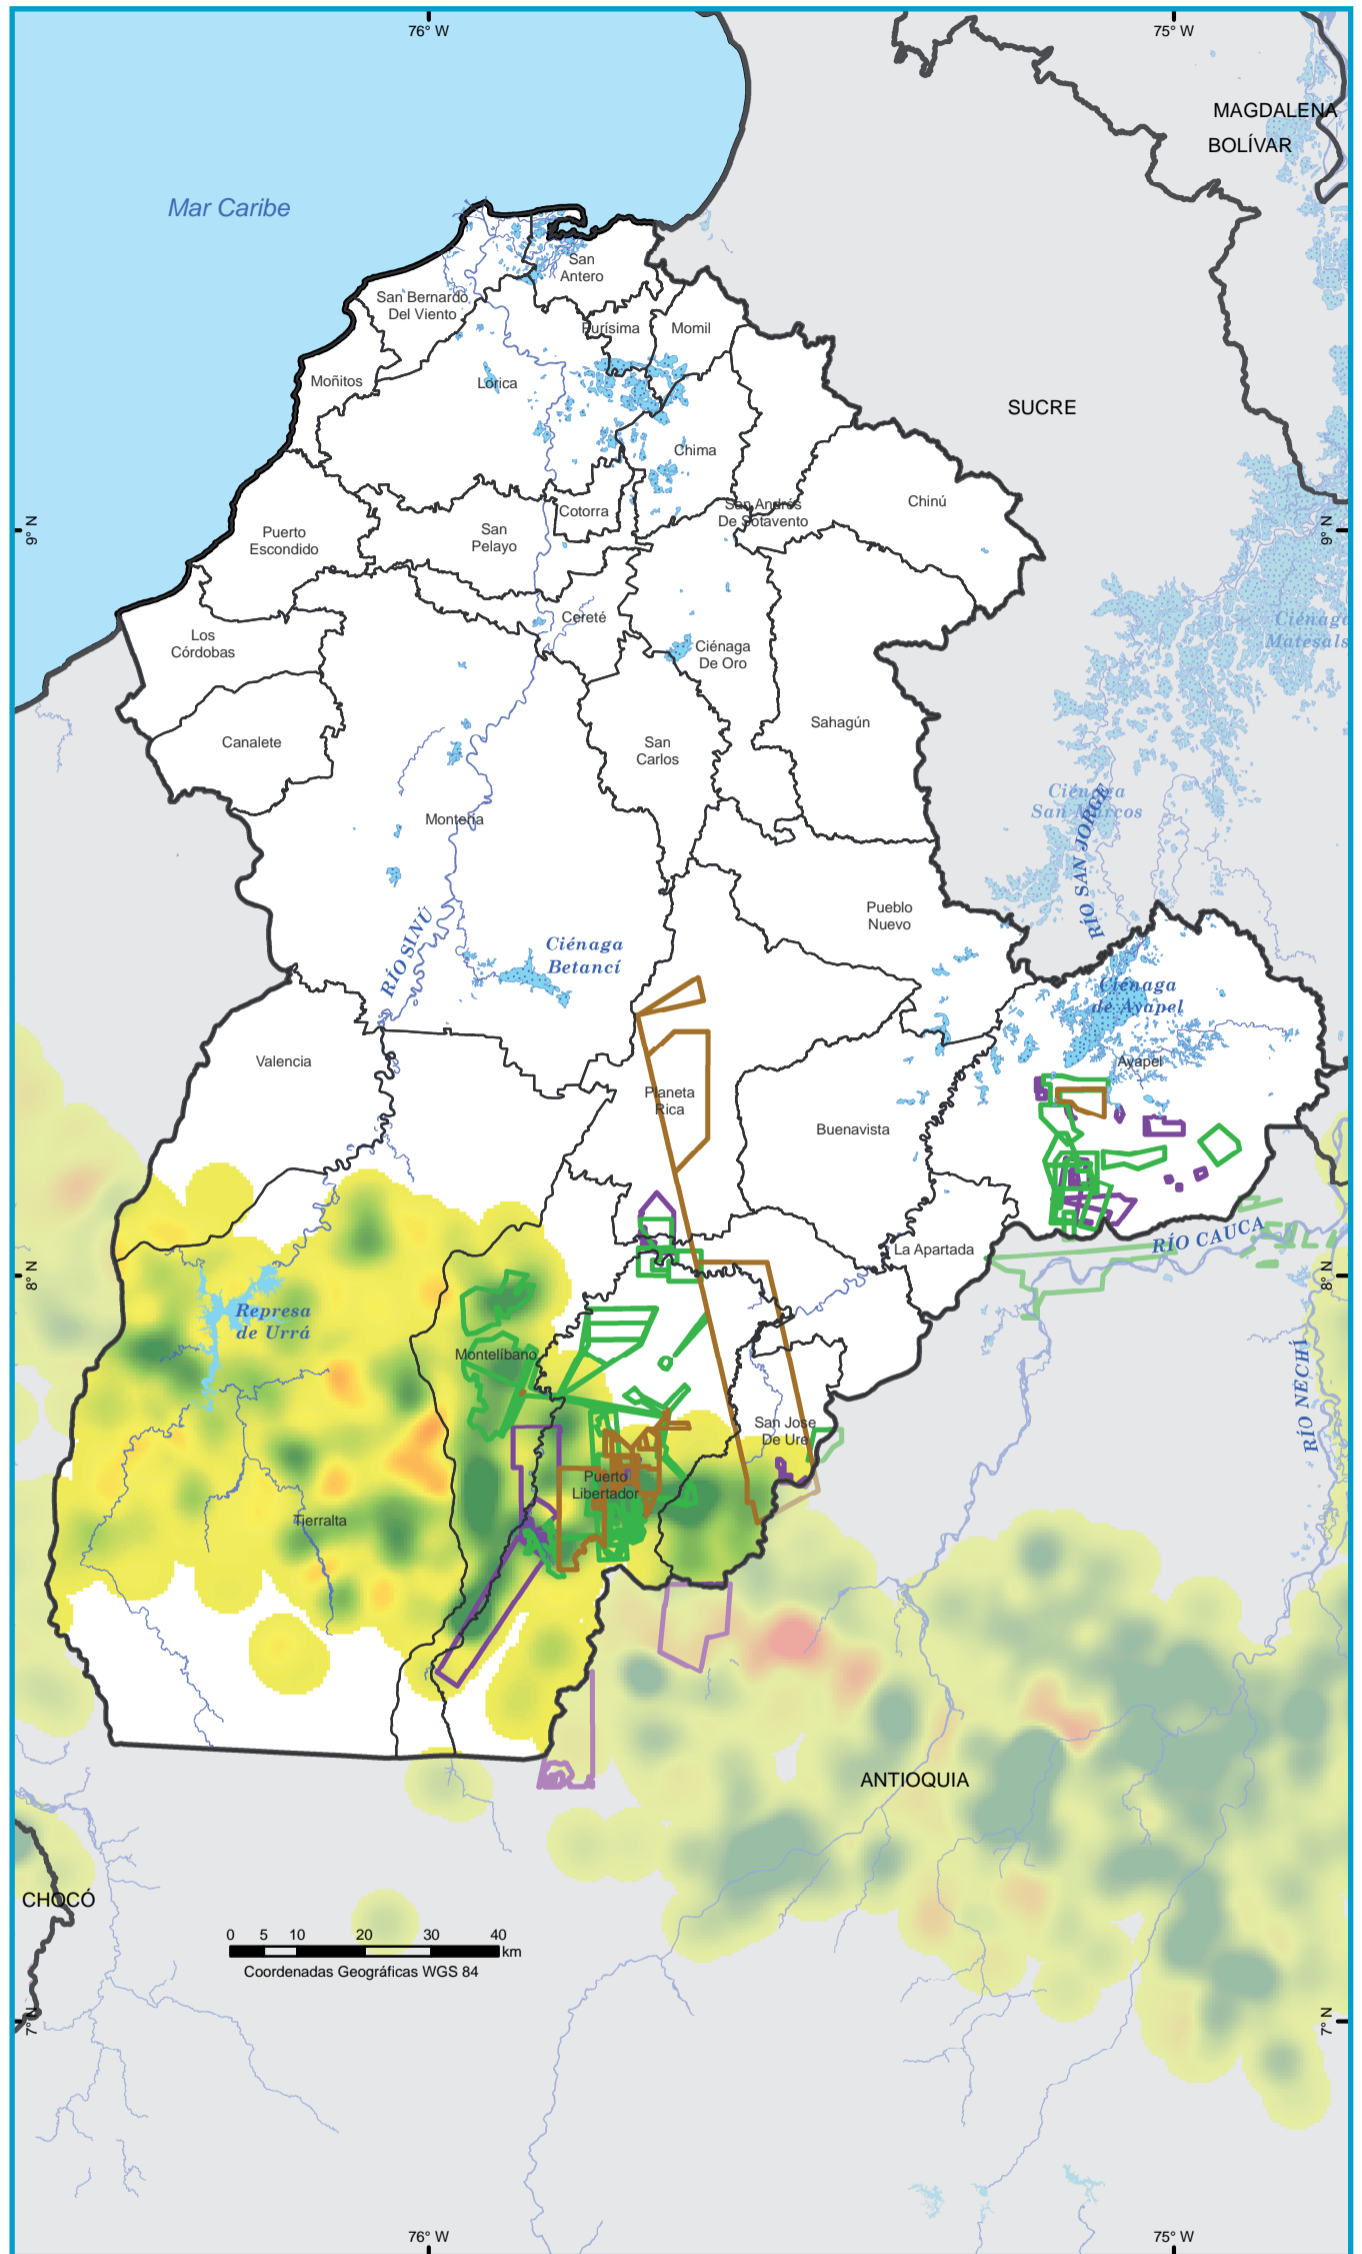 76° W
75° W
MAGDALENA
BOLÍVAR
Mar Caribe
San
Antero
San Bernardo
Del Viento
Purísima
Momil
Moñitos
Lorica
SUCRE
Chima
Chinú
San Andrés
De Sotavento
Cotorra
San
Pelayo
Puerto
Escondido
9° N
9° N
Cereté
Los
Córdobas
Ciénaga
De Oro
Ciénaga
Matesals
Sahagún
Canalete
San
Carlos
Ciénaga
San Marcos
RÍO SAN JORGE
Montería
Pueblo
Nuevo
RÍO SINÚ
Ciénaga
Betancí
Ciénaga
de Ayapel
Valencia
Ayapel
Planeta
Rica
Buenavista
RÍO CAUCA
La Apartada
8° N
8° N
Represa
de Urrá
Montelíbano
RÍO NECHÍ
San Jose
De Ure
Puerto
Libertador
Tierralta
ANTIOQUIA
CHOCÓ
0 5 10 20 30 40
km
Coordenadas Geográficas WGS 84
7° N
7° N
76° W
75° W